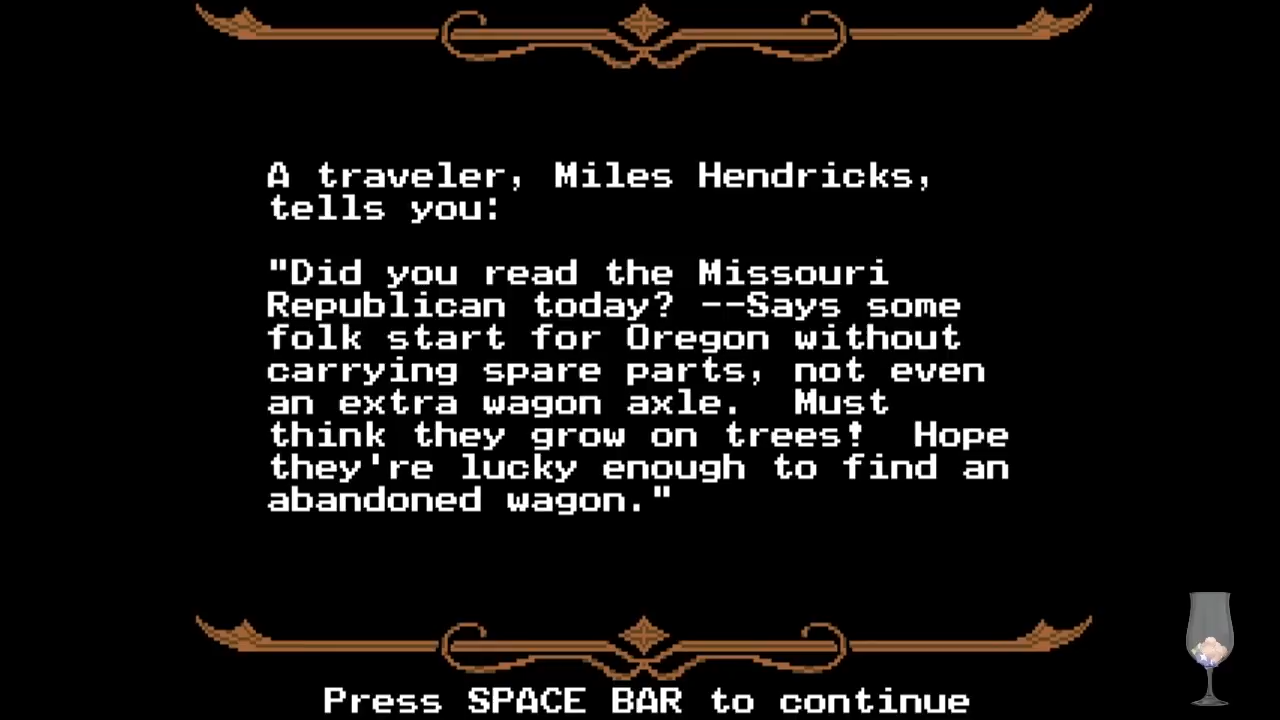 A traveler, Miles Hendricks,
tells you:
"Did you read the Missouri
Republican today? --Says some
folk start for Oregon without
carrying spare parts, not even
an extra wagon axle.  Must
think they grow on trees!  Hope
they're lucky enough to find an
abandoned wagon."
Press SPACE BAR to continue